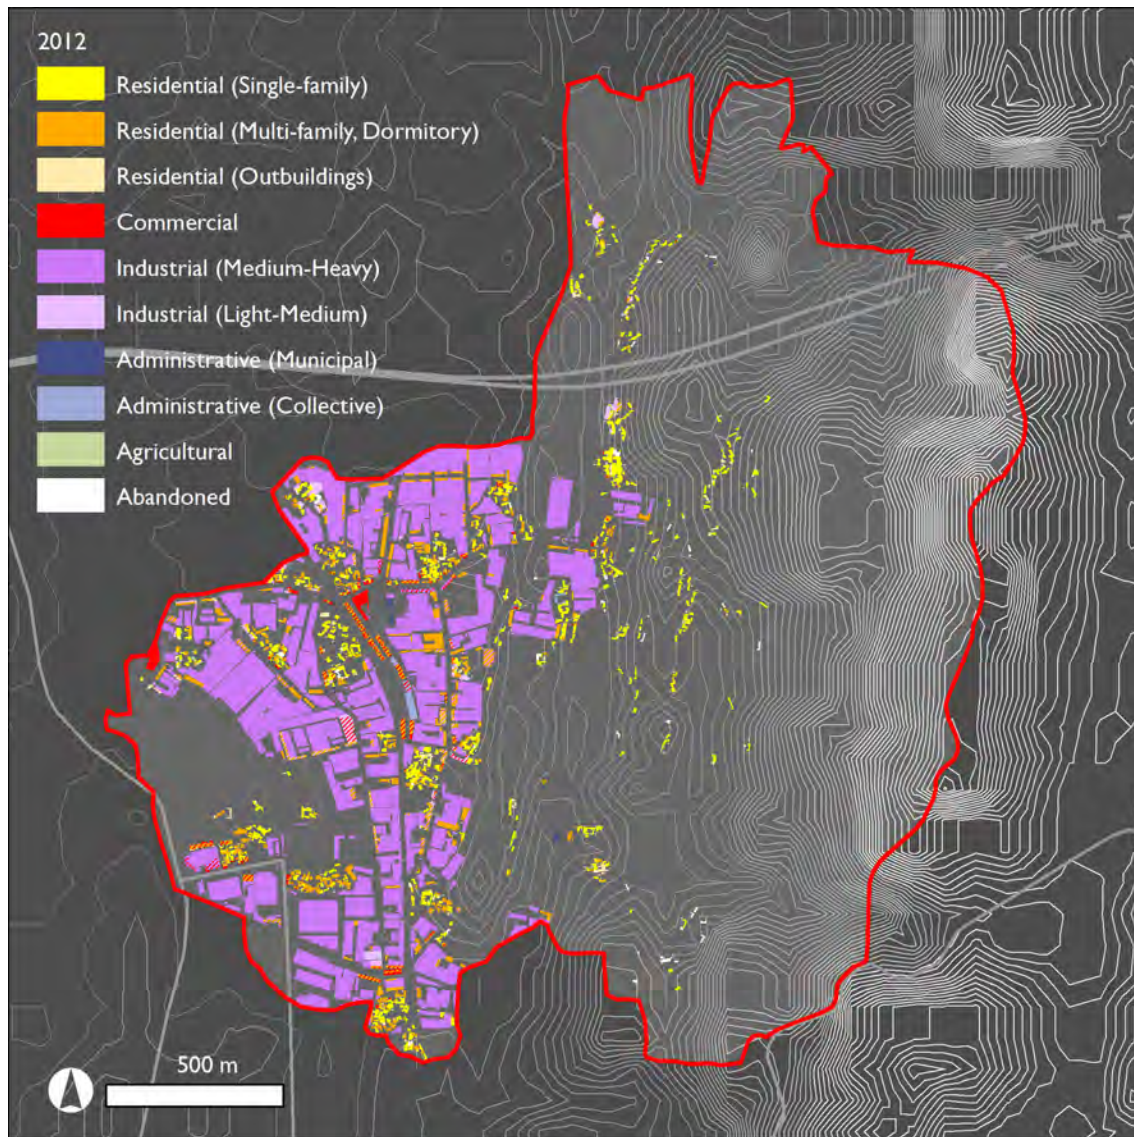 2012
Residential (Single-family)
Residential (Multi-family, Dormitory)
Residential (Outbuildings)
Commercial
Industrial (Medium-Heavy)
Industrial (Light-Medium)
Administrative (Municipal)
Administrative (Collective)
Agricultural
Abandoned
500 m